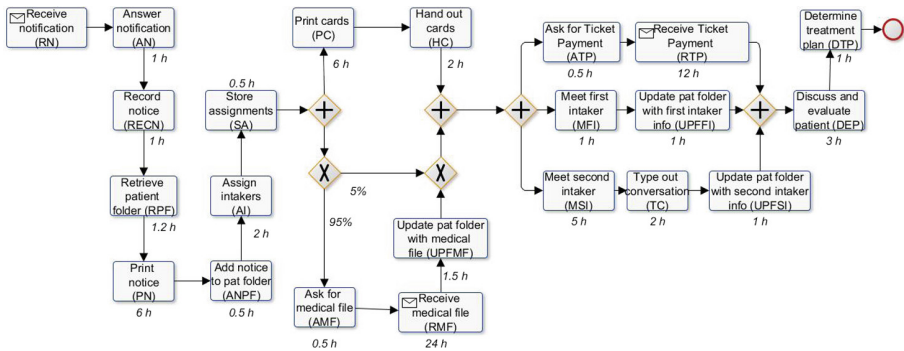 Receive
notification
(RN)
Answer
notification
(AN)
1 h
Record
notice
(RECN)
1 h
Retrieve
patient
folder (RPF)
1.2 h
Print
notice
(PN)
6 h
Add notice
to pat folder
(ANPF)
0.5 h
Assign
intakers
(AI)
2 h
0.5 h
Store
assignments
(SA)
Print cards
(PC)
6 h
Hand out
cards
(HC)
2 h
5%
95%
Ask for
medical file
(AMF)
0.5 h
Receive
medical file
(RMF)
24 h
Update pat folder
with medical
file (UPFMF)
1.5 h
Ask for Ticket
Payment
(ATP)
0.5 h
Receive Ticket
Payment
(RTP)
12 h
Meet first
intaker
(MFI)
1 h
Update pat folder
with first intaker
info (UPFFI)
1 h
Meet second
intaker
(MSI)
5 h
Type out
conversation
(TC)
2 h
Update pat folder
with second intaker
info (UPFSI)
1 h
Discuss and
evaluate
patient (DEP)
3 h
Determine
treatment
plan (DTP)
1 h